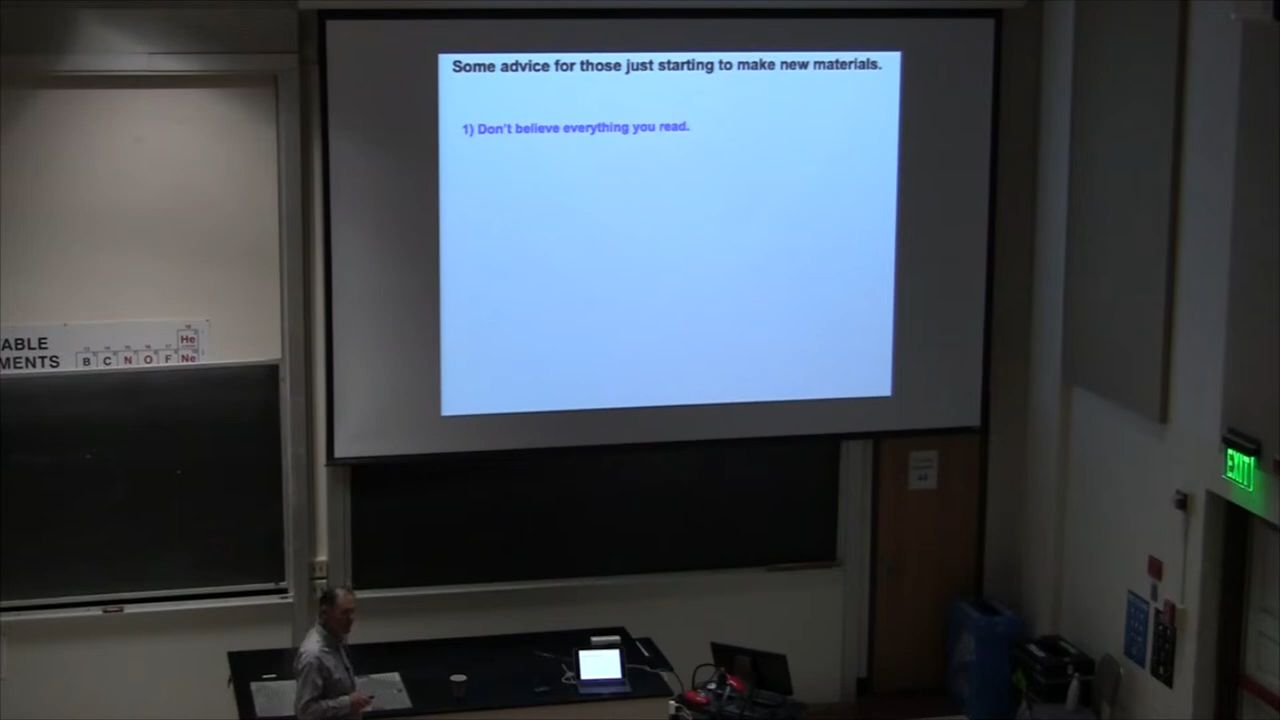 Some advice for those just starting to make new materials.
1) Don't believe everything you read.
ABLE
MENTS
He
B C N O F Ne
EXIT